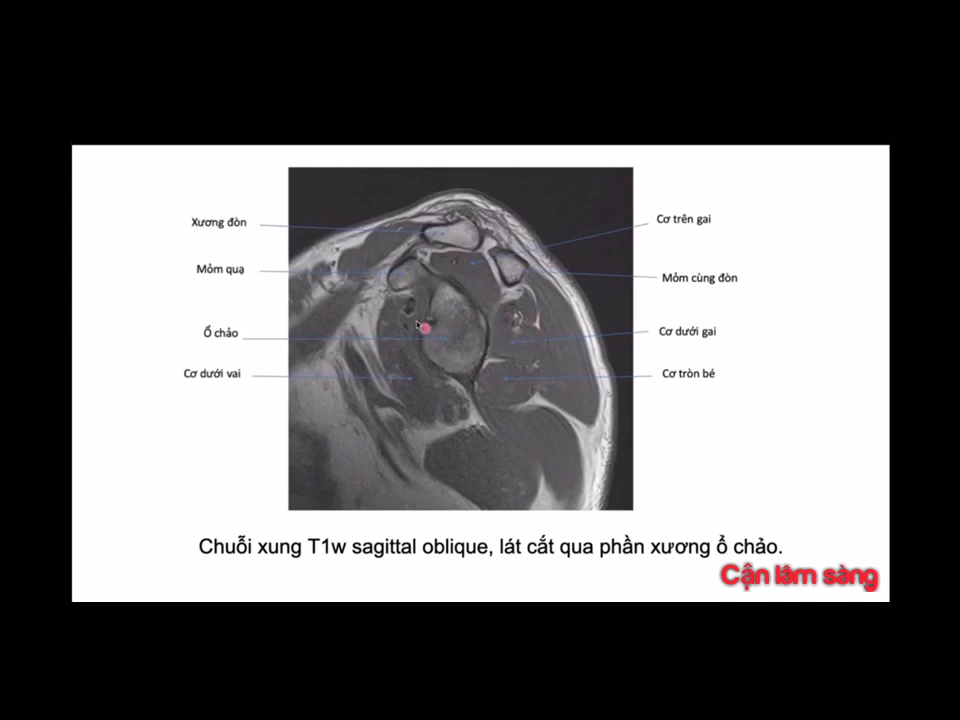 Xương đòn
Cơ trên gai
Mỏm quạ
Mỏm cùng đòn
Ổ chảo
Cơ dưới gai
Cơ dưới vai
Cơ tròn bé
Chuỗi xung T1w sagittal oblique, lát cắt qua phần xương ổ chảo.
Cận lâm sàng